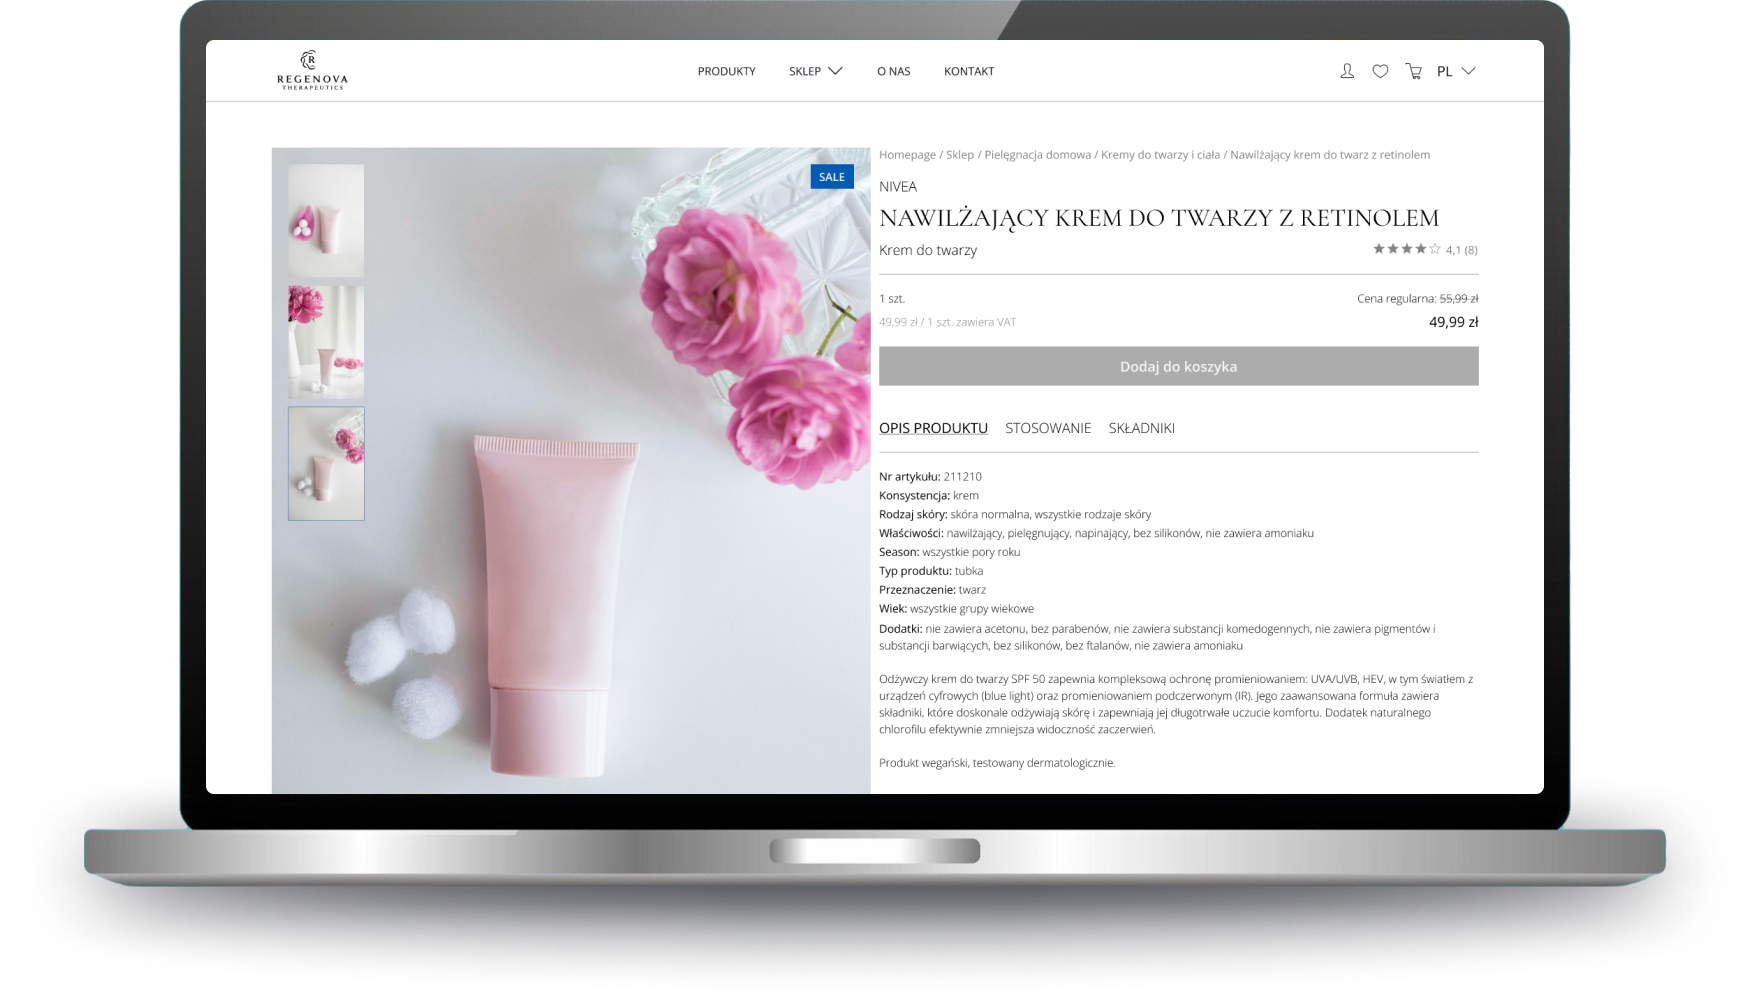 R
REGENOVA
THERAPEUTICS
PRODUKTY SKLEP O NAS KONTAKT PL
SALE
Homepage / Sklep / Pielęgnacja domowa / Kremy do twarzy i ciała / Nawilżający krem do twarz z retinolem
NIVEA
NAWILŻAJĄCY KREM DO TWARZY Z RETINOLEM
Krem do twarzy 4,1 (8)
1 szt. Cena regularna: 55,99 zł
49,99 zł / 1 szt. zawiera VAT 49,99 zł
Dodaj do koszyka
OPIS PRODUKTU STOSOWANIE SKŁADNIKI
Nr artykułu: 211210
Konsystencja: krem
Rodzaj skóry: skóra normalna, wszystkie rodzaje skóry
Właściwości: nawilżający, pielęgnujący, napinający, bez silikonów, nie zawiera amoniaku
Season: wszystkie pory roku
Typ produktu: tubka
Przeznaczenie: twarz
Wiek: wszystkie grupy wiekowe
Dodatki: nie zawiera acetonu, bez parabenów, nie zawiera substancji komedogennych, nie zawiera pigmentów i
substancji barwiących, bez silikonów, bez ftalanów, nie zawiera amoniaku
Odżywczy krem do twarzy SPF 50 zapewnia kompleksową ochronę promieniowaniem: UVA/UVB, HEV, w tym światłem z
urządzeń cyfrowych (blue light) oraz promieniowaniem podczerwonym (IR). Jego zaawansowana formuła zawiera
składniki, które doskonale odżywiają skórę i zapewniają jej długotrwałe uczucie komfortu. Dodatek naturalnego
chlorofilu efektywnie zmniejsza widoczność zaczerwień.
Produkt wegański, testowany dermatologicznie.